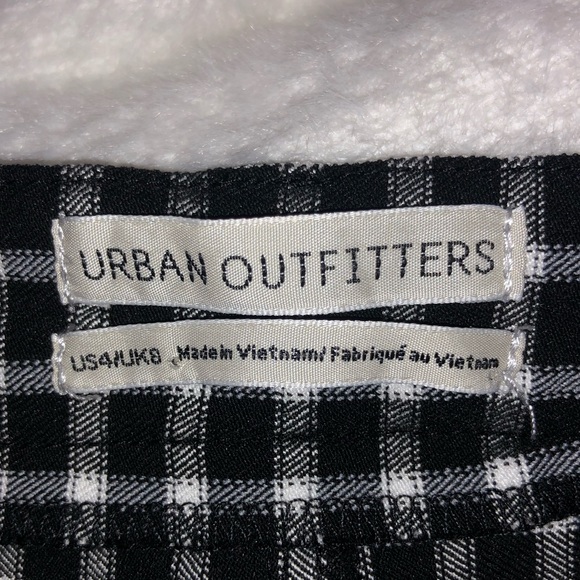 URBAN OUTFITTERS
US4/UK8 Made in Vietnam/ Fabriqué au Vietnam